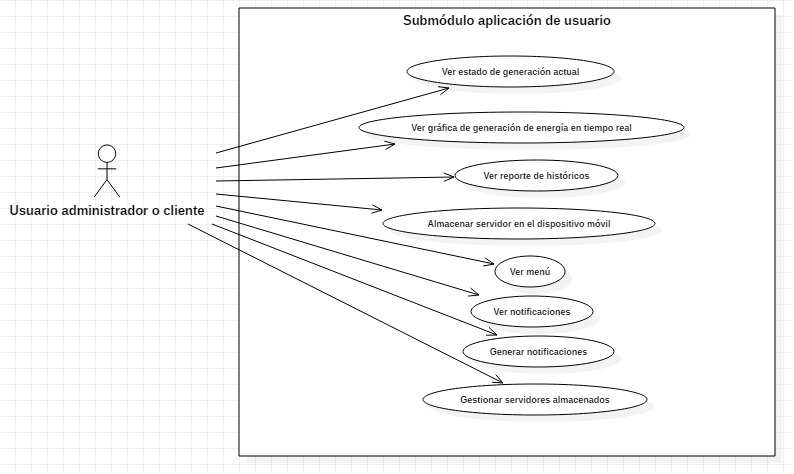 Submódulo aplicación de usuario
Ver estado de generación actual
Ver gráfica de generación de energía en tiempo real
Ver reporte de históricos
Usuario administrador o cliente
Almacenar servidor en el dispositivo móvil
Ver menú
Ver notificaciones
Generar notificaciones
Gestionar servidores almacenados